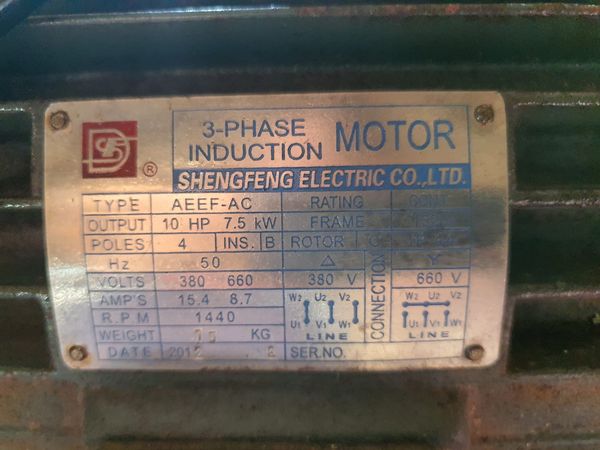 3-PHASE INDUCTION MOTOR
®
SHENGFENG ELECTRIC CO.,LTD.
TYPE AEEF-AC RATING CONT
OUTPUT 10 HP 7.5 kW FRAME
POLES 4 INS. B ROTOR
Hz 50 △ Y
VOLTS 380 660 380 V 660 V
AMP'S 15.4 8.7
R.P.M 1440
CONNECTION
W2 U2 V2
U1 V1 W1
LINE
W2 U2 V2
U1 V1 W1
LINE
WEIGHT KG
DATE SER.NO.